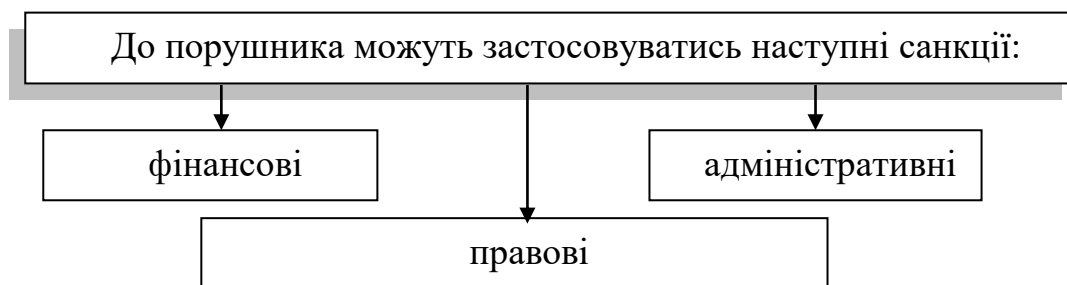 До порушника можуть застосовуватись наступні санкції:
фінансові
адміністративні
правові